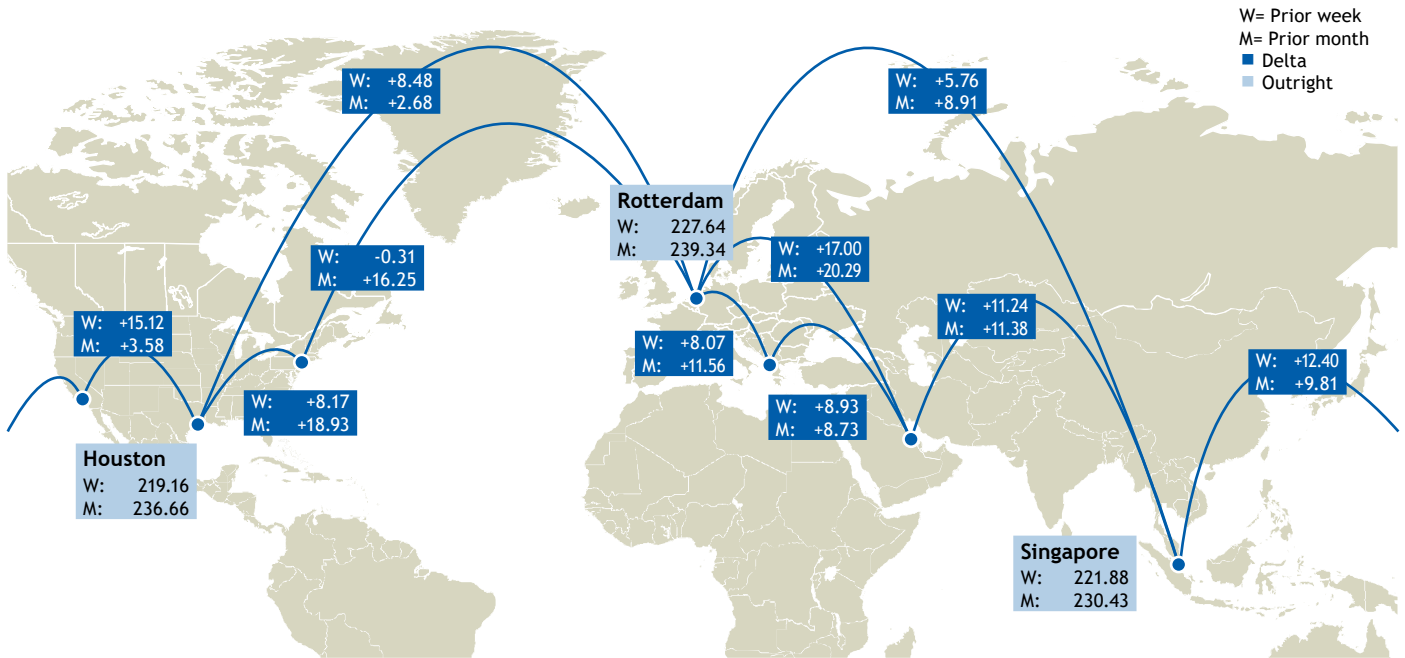 W= Prior week
M= Prior month
Delta
Outright
W: +8.48
M: +2.68
W: +5.76
M: +8.91
Rotterdam
W: 227.64
M: 239.34
W: -0.31
M: +16.25
W: +17.00
M: +20.29
W: +15.12
M: +3.58
W: +11.24
M: +11.38
W: +8.07
M: +11.56
W: +12.40
M: +9.81
W: +8.17
M: +18.93
W: +8.93
M: +8.73
Houston
W: 219.16
M: 236.66
Singapore
W: 221.88
M: 230.43